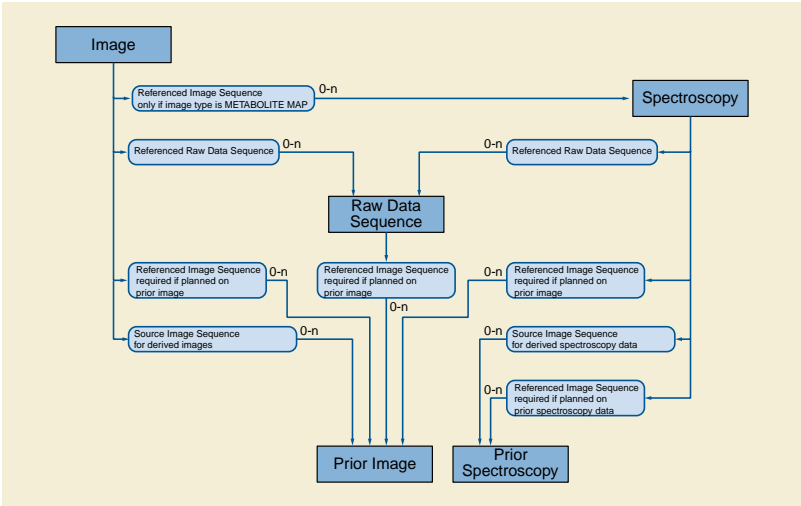 Image
Referenced Image Sequence
only if image type is METABOLITE MAP
0-n
Spectroscopy
Referenced Raw Data Sequence
0-n
0-n
Referenced Raw Data Sequence
Raw Data
Sequence
Referenced Image Sequence
required if planned on
prior image
0-n
Referenced Image Sequence
required if planned on
prior image
0-n
0-n
Referenced Image Sequence
required if planned on
prior image
Source Image Sequence
for derived images
0-n
Source Image Sequence
for derived spectroscopy data
0-n
0-n
Referenced Image Sequence
required if planned on
prior spectroscopy data
Prior Image
Prior
Spectroscopy